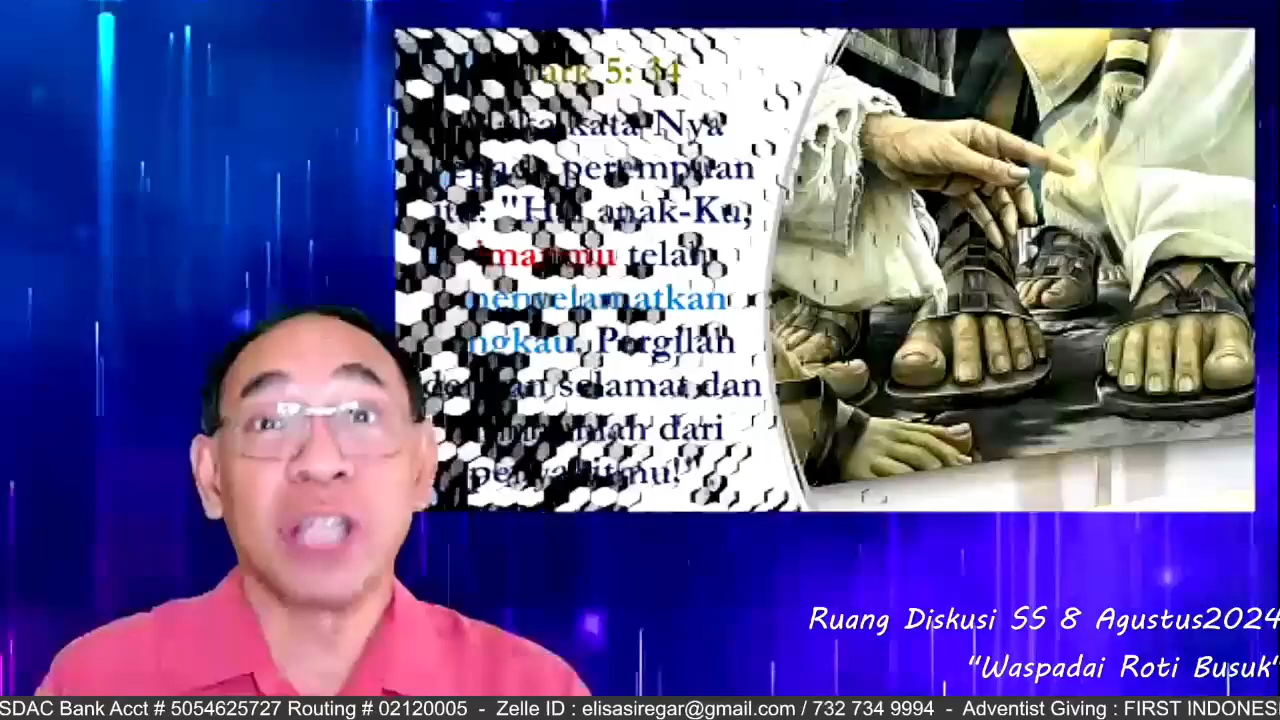 5: 34
kata Nya
perempuan
anak-Ku,
telah
menyelamatkan
Pergilah
selamat dan
dari
Ruang Diskusi SS 8 Agustus2024
"Waspadai Roti Busuk"
SDAC Bank Acct # 5054625727 Routing # 02120005 - Zelle ID : elisasiregar@gmail.com / 732 734 9994 - Adventist Giving : FIRST INDONES